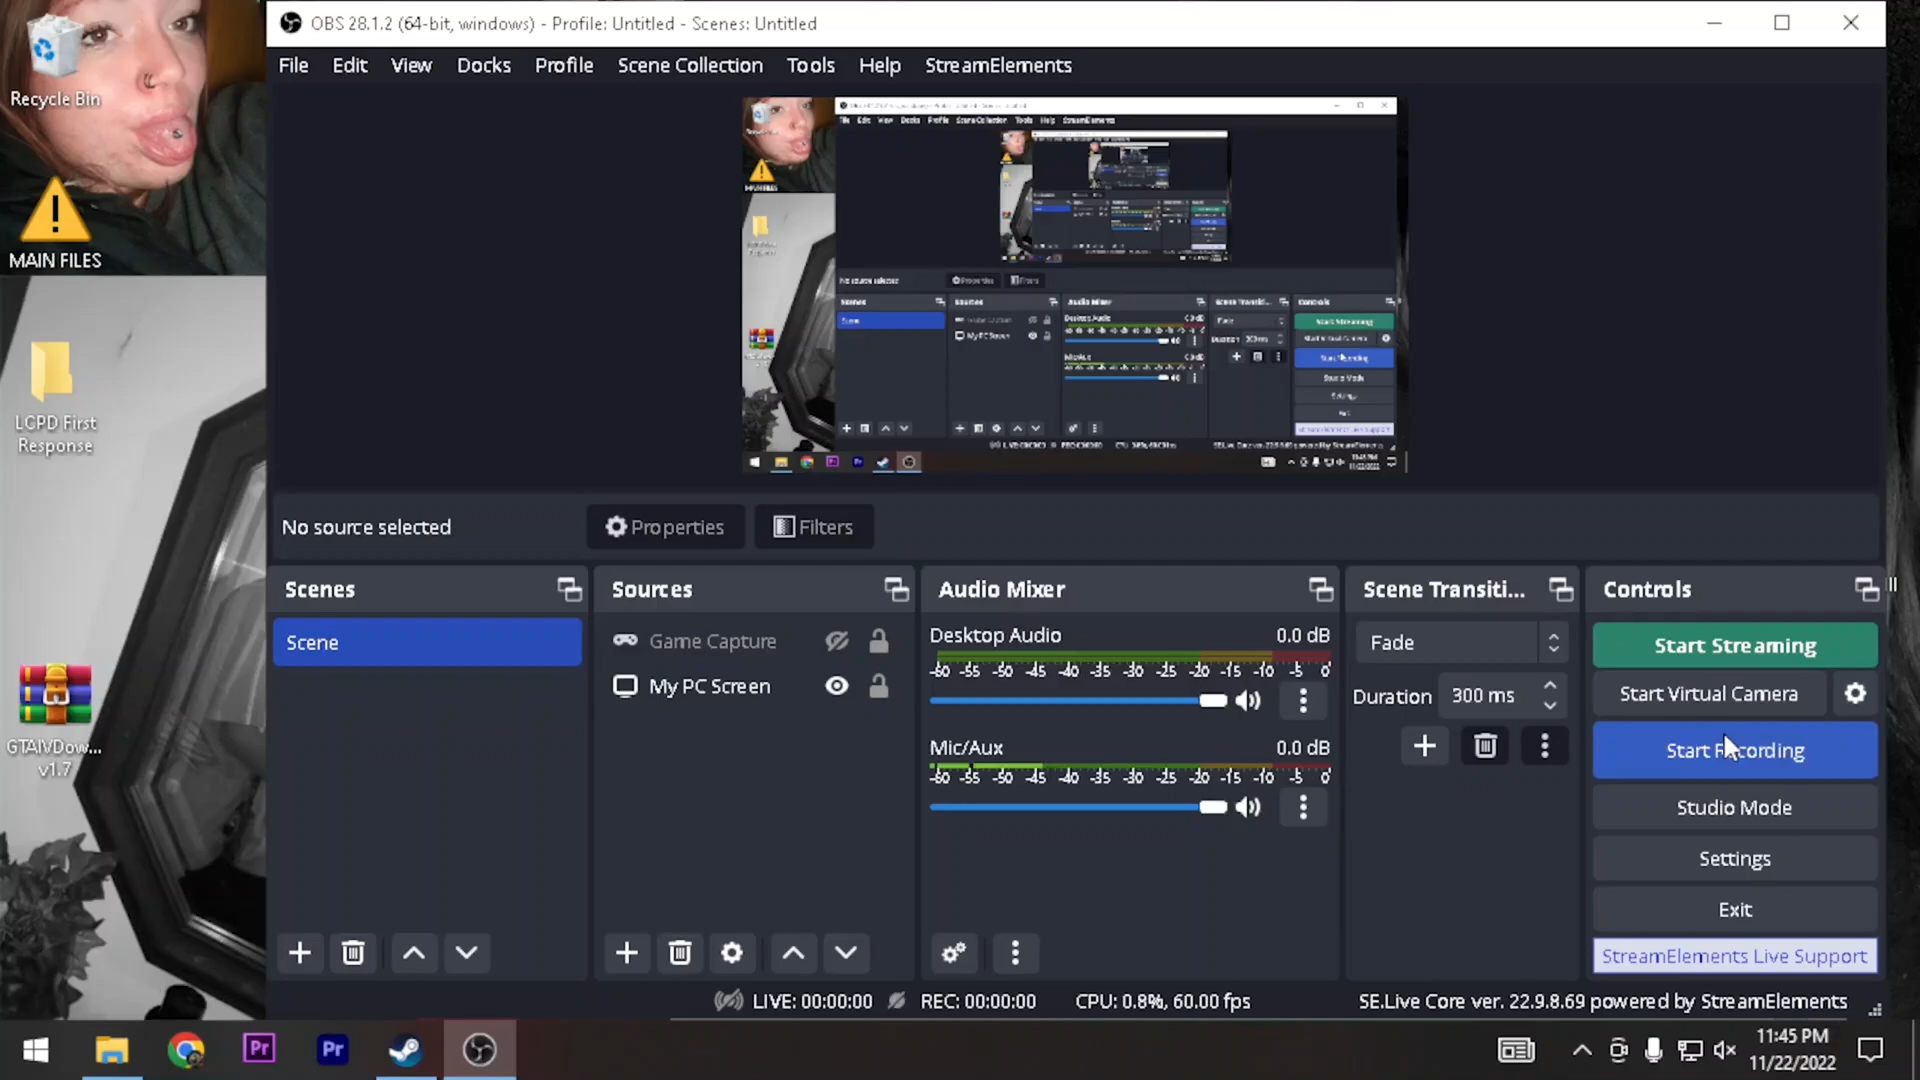 OBS 28.1.2 (64-bit, windows) - Profile: Untitled - Scenes: Untitled
File Edit View Docks Profile Scene Collection Tools Help StreamElements
Recycle Bin
MAIN FILES
LCPD First
Response
GTAIVDow...
v1.7
No source selected
Properties
Filters
Scenes
Scene
Sources
Game Capture
My PC Screen
Audio Mixer
Desktop Audio 0.0 dB
-60 -55 -50 -45 -40 -35 -30 -25 -20 -15 -10 -5 0
Mic/Aux 0.0 dB
-60 -55 -50 -45 -40 -35 -30 -25 -20 -15 -10 -5 0
Scene Transiti...
Fade
Duration 300 ms
Controls
Start Streaming
Start Virtual Camera
Start Recording
Studio Mode
Settings
Exit
StreamElements Live Support
LIVE: 00:00:00 REC: 00:00:00 CPU: 0.8%, 60.00 fps SE.Live Core ver. 22.9.8.69 powered by StreamElements
Pr
Pr
11:45 PM
11/22/2022